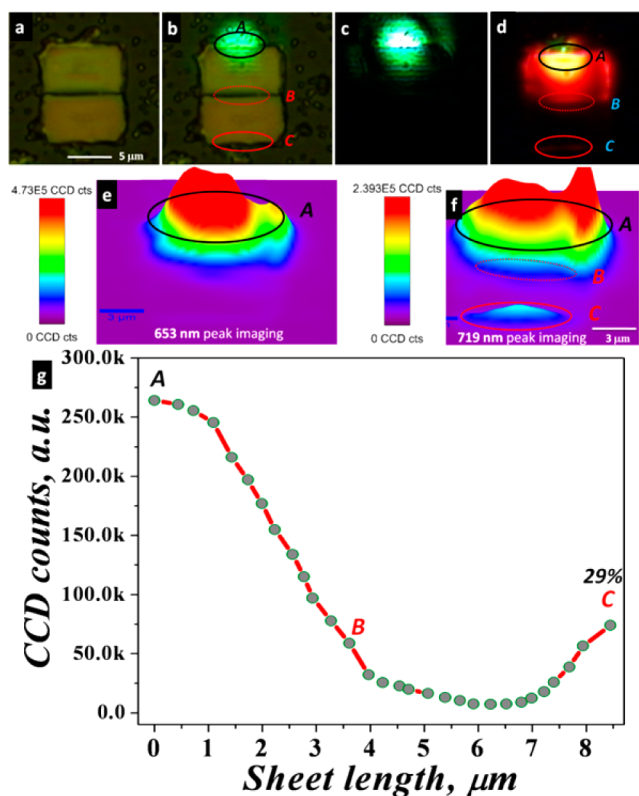 a
b
c
d
A
A
B
B
C
C
5 μm
4.73E5 CCD cts
2.393E5 CCD cts
e
f
A
A
B
C
3 μm
0 CCD cts
653 nm peak imaging
0 CCD cts
719 nm peak imaging
3 μm
g
300.0k
250.0k
200.0k
150.0k
100.0k
50.0k
0.0
CCD counts, a.u.
A
B
29%
C
0 1 2 3 4 5 6 7 8
Sheet length, μm